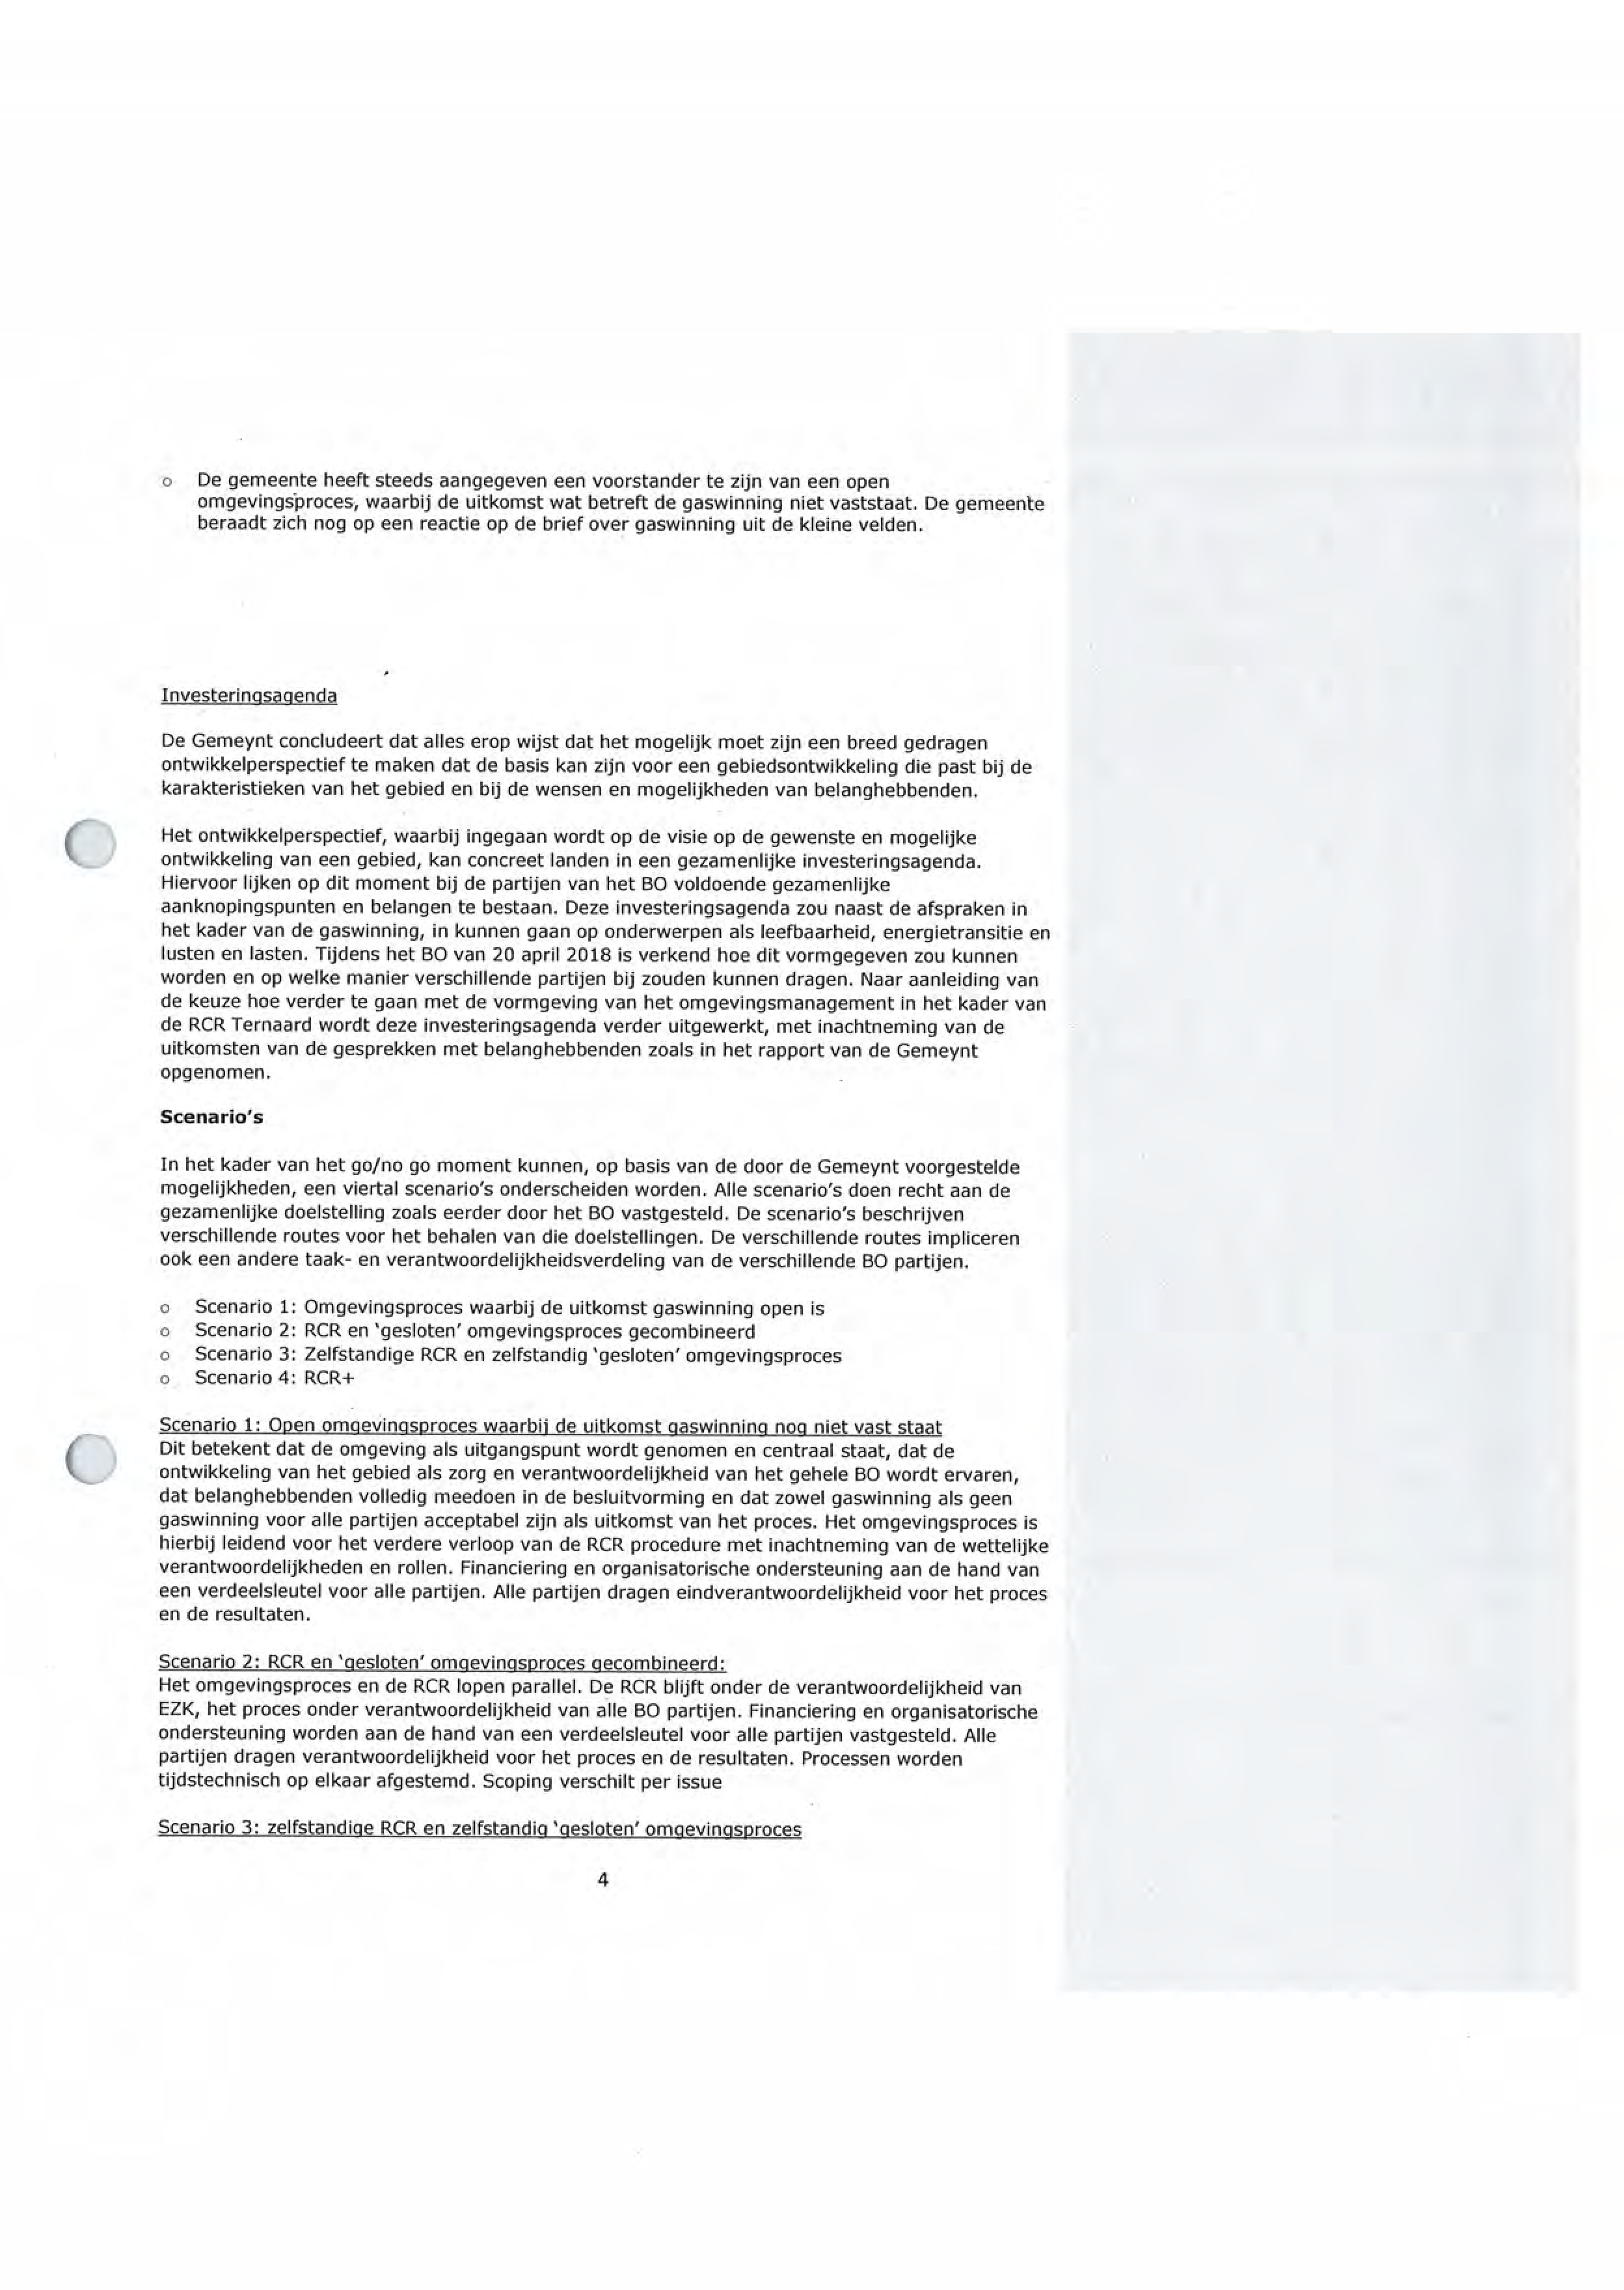 o De gemeente heeft steeds aangegeven een voorstander te zijn van een open
omgevingsproces, waarbij de uitkomst wat betreft de gaswinning niet vaststaat. De gemeente
beraadt zich nog op een reactie op de brief over gaswinning uit de kleine velden.
Investeringsagenda
De Gemeynt concludeert dat alles erop wijst dat het mogelijk moet zijn een breed gedragen
ontwikkelperspectief te maken dat de basis kan zijn voor een gebiedsontwikkeling die past bij de
karakteristieken van het gebied en bij de wensen en mogelijkheden van belanghebbenden.
Het ontwikkelperspectief, waarbij ingegaan wordt op de visie op de gewenste en mogelijke
ontwikkeling van een gebied, kan concreet landen in een gezamenlijke investeringsagenda.
Hiervoor lijken op dit moment bij de partijen van het BO voldoende gezamenlijke
aanknopingspunten en belangen te bestaan. Deze investeringsagenda zou naast de afspraken in
het kader van de gaswinning, in kunnen gaan op onderwerpen als leefbaarheid, energietransitie en
lusten en lasten. Tijdens het BO van 20 april 2018 is verkend hoe dit vormgegeven zou kunnen
worden en op welke manier verschillende partijen bij zouden kunnen dragen. Naar aanleiding van
de keuze hoe verder te gaan met de vormgeving van het omgevingsmanagement in het kader van
de RCR Ternaard wordt deze investeringsagenda verder uitgewerkt, met inachtneming van de
uitkomsten van de gesprekken met belanghebbenden zoals in het rapport van de Gemeynt
opgenomen.
Scenario's
In het kader van het go/no go moment kunnen, op basis van de door de Gemeynt voorgestelde
mogelijkheden, een viertal scenario's onderscheiden worden. Alle scenario's doen recht aan de
gezamenlijke doelstelling zoals eerder door het BO vastgesteld. De scenario's beschrijven
verschillende routes voor het behalen van die doelstellingen. De verschillende routes impliceren
ook een andere taak- en verantwoordelijkheidsverdeling van de verschillende BO partijen.
o Scenario 1: Omgevingsproces waarbij de uitkomst gaswinning open is
o Scenario 2: RCR en 'gesloten' omgevingsproces gecombineerd
o Scenario 3: Zelfstandige RCR en zelfstandig 'gesloten' omgevingsproces
o Scenario 4: RCR+
Scenario 1: Open omgevingsproces waarbij de uitkomst gaswinning nog niet vast staat
Dit betekent dat de omgeving als uitgangspunt wordt genomen en centraal staat, dat de
ontwikkeling van het gebied als zorg en verantwoordelijkheid van het gehele BO wordt ervaren,
dat belanghebbenden volledig meedoen in de besluitvorming en dat zowel gaswinning als geen
gaswinning voor alle partijen acceptabel zijn als uitkomst van het proces. Het omgevingsproces is
hierbij leidend voor het verdere verloop van de RCR procedure met inachtneming van de wettelijke
verantwoordelijkheden en rollen. Financiering en organisatorische ondersteuning aan de hand van
een verdeelsleutel voor alle partijen. Alle partijen dragen eindverantwoordelijkheid voor het proces
en de resultaten.
Scenario 2: RCR en 'gesloten' omgevingsproces gecombineerd:
Het omgevingsproces en de RCR lopen parallel. De RCR blijft onder de verantwoordelijkheid van
EZK, het proces onder verantwoordelijkheid van alle BO partijen. Financiering en organisatorische
ondersteuning worden aan de hand van een verdeelsleutel voor alle partijen vastgesteld. Alle
partijen dragen verantwoordelijkheid voor het proces en de resultaten. Processen worden
tijdstechnisch op elkaar afgestemd. Scoping verschilt per issue
Scenario 3: zelfstandige RCR en zelfstandig 'gesloten' omgevingsproces
4